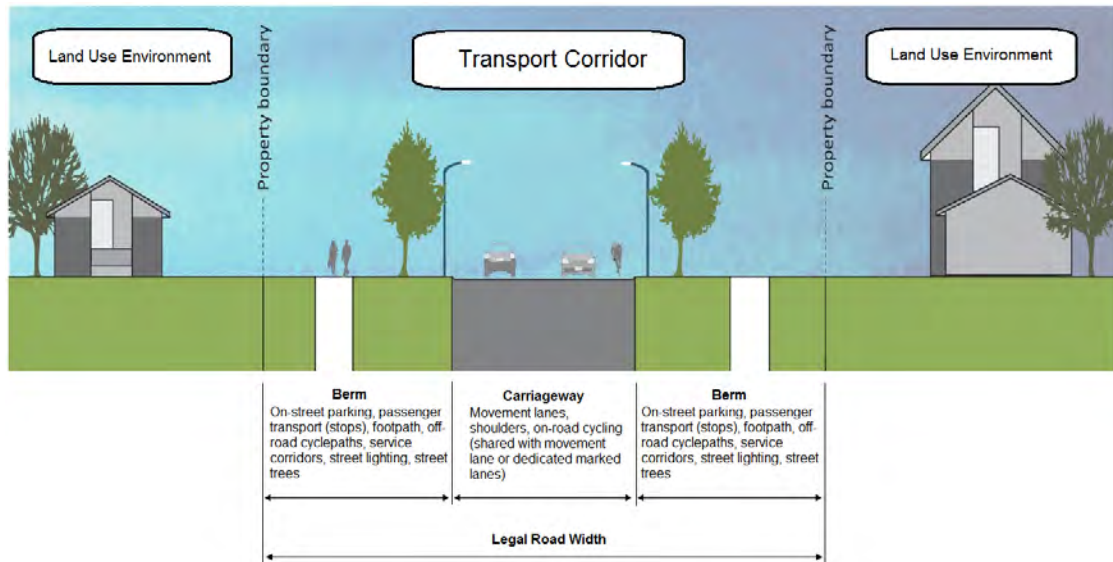 Land Use Environment
Transport Corridor
Land Use Environment
Property boundary
Property boundary
Berm
On-street parking, passenger
transport (stops), footpath, off-
road cyclepaths, service
corridors, street lighting, street
trees
Carriageway
Movement lanes,
shoulders, on-road cycling
(shared with movement
lane or dedicated marked
lanes)
Berm
On-street parking, passenger
transport (stops), footpath, off-
road cyclepaths, service
corridors, street lighting, street
trees
Legal Road Width